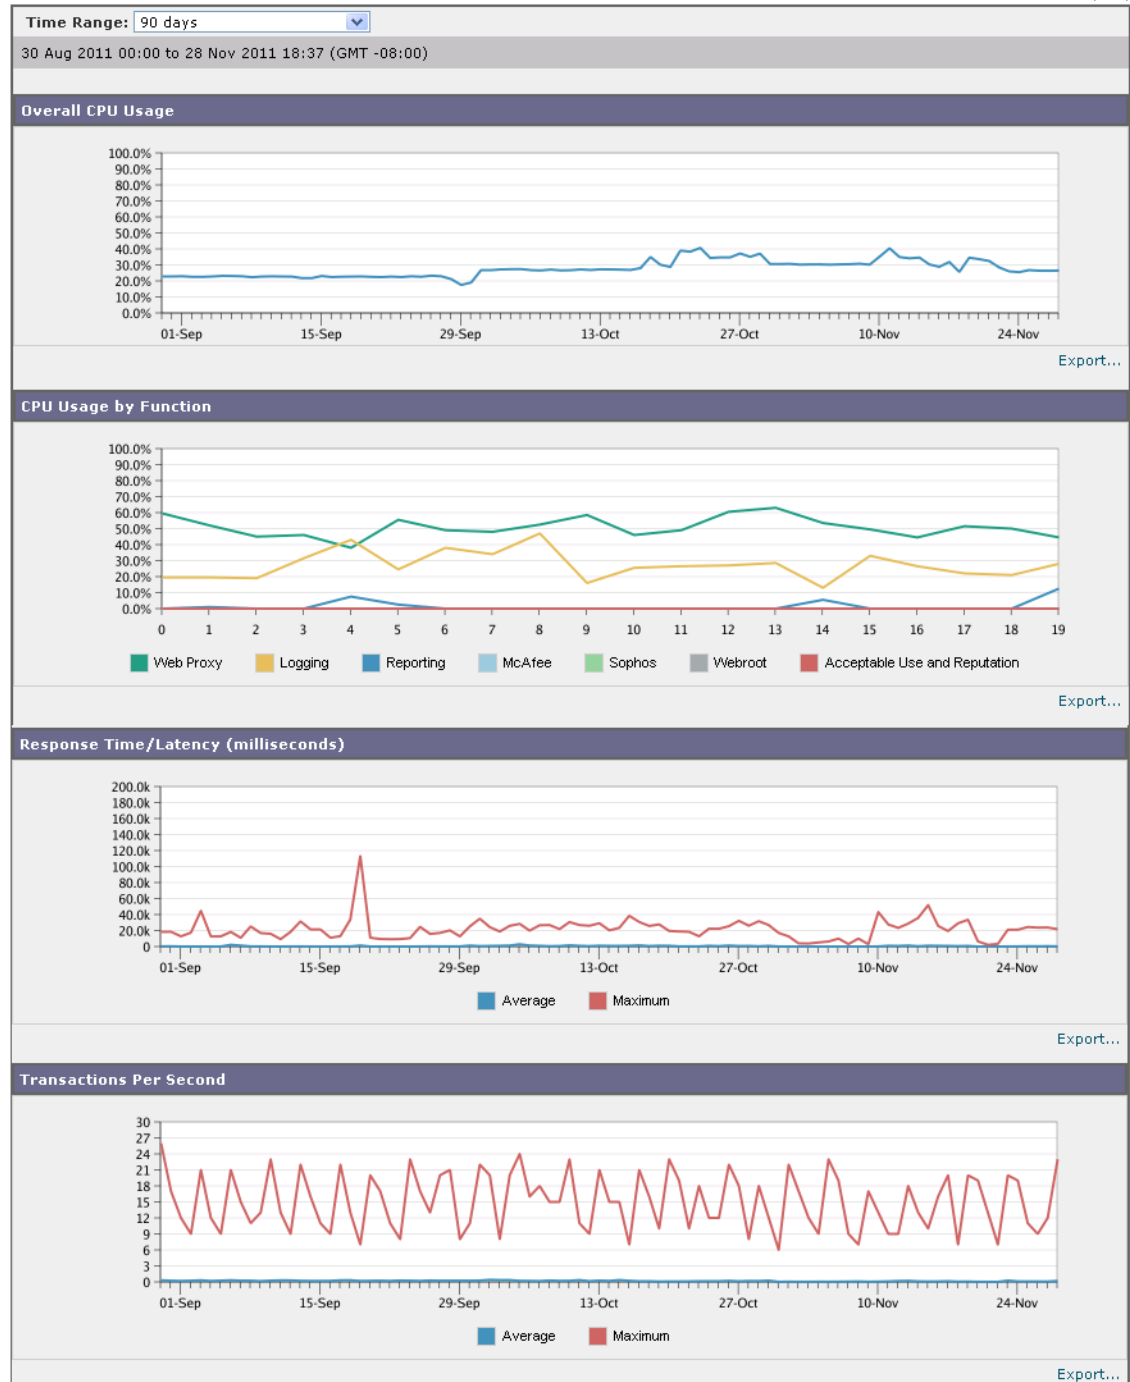 Time Range: 90 days
30 Aug 2011 00:00 to 28 Nov 2011 18:37 (GMT -08:00)
Overall CPU Usage
100.0%
90.0%
80.0%
70.0%
60.0%
50.0%
40.0%
30.0%
20.0%
10.0%
0.0%
01-Sep 15-Sep 29-Sep 13-Oct 27-Oct 10-Nov 24-Nov
Export...
CPU Usage by Function
100.0%
90.0%
80.0%
70.0%
60.0%
50.0%
40.0%
30.0%
20.0%
10.0%
0.0%
0 1 2 3 4 5 6 7 8 9 10 11 12 13 14 15 16 17 18 19
Web Proxy Logging Reporting McAfee Sophos Webroot Acceptable Use and Reputation
Export...
Response Time/Latency (milliseconds)
200.0k
180.0k
160.0k
140.0k
120.0k
100.0k
80.0k
60.0k
40.0k
20.0k
0
01-Sep 15-Sep 29-Sep 13-Oct 27-Oct 10-Nov 24-Nov
Average Maximum
Export...
Transactions Per Second
30
27
24
21
18
15
12
9
6
3
0
01-Sep 15-Sep 29-Sep 13-Oct 27-Oct 10-Nov 24-Nov
Average Maximum
Export...